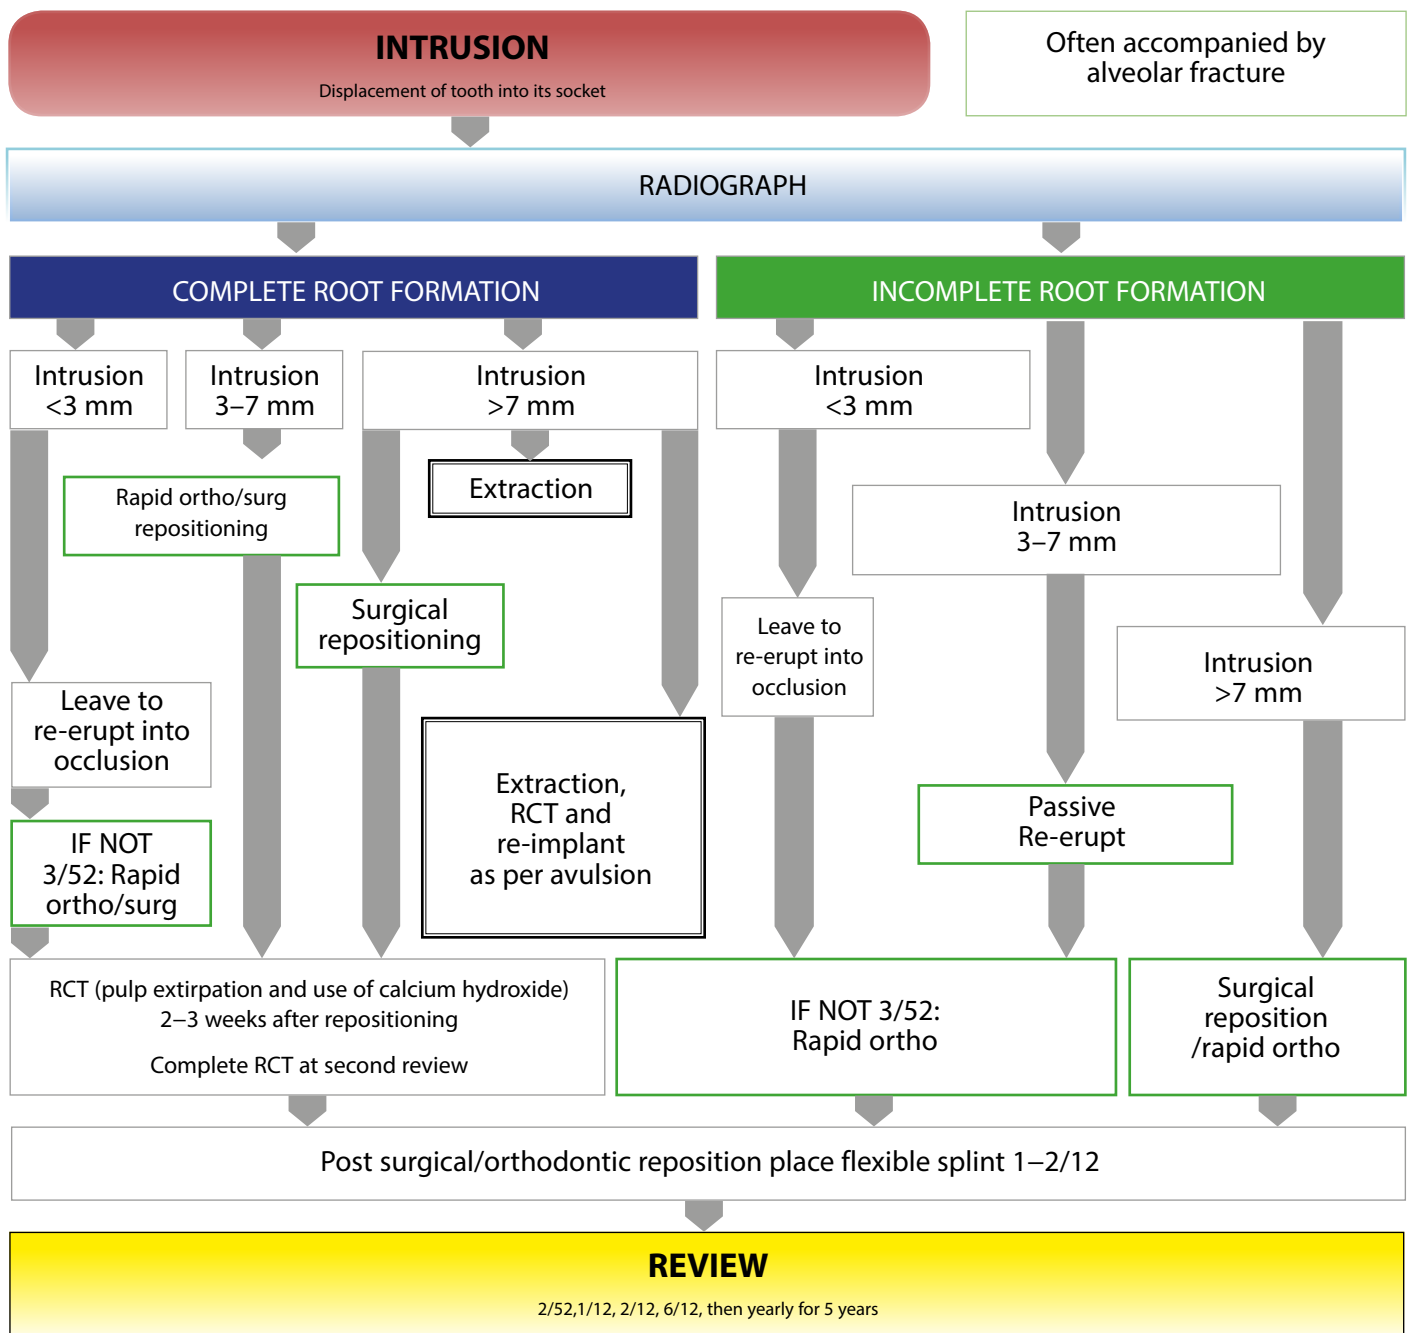 INTRUSION
Displacement of tooth into its socket
Often accompanied by
alveolar fracture
RADIOGRAPH
COMPLETE ROOT FORMATION
INCOMPLETE ROOT FORMATION
Intrusion
<3 mm
Intrusion
3–7 mm
Intrusion
>7 mm
Intrusion
<3 mm
Rapid ortho/surg
repositioning
Extraction
Intrusion
3–7 mm
Surgical
repositioning
Leave to
re-erupt into
occlusion
Intrusion
>7 mm
Leave to
re-erupt into
occlusion
Extraction,
RCT and
re-implant
as per avulsion
Passive
Re-erupt
IF NOT
3/52: Rapid
ortho/surg
RCT (pulp extirpation and use of calcium hydroxide)
2–3 weeks after repositioning
Complete RCT at second review
IF NOT 3/52:
Rapid ortho
Surgical
reposition
/rapid ortho
Post surgical/orthodontic reposition place flexible splint 1–2/12
REVIEW
2/52,1/12, 2/12, 6/12, then yearly for 5 years